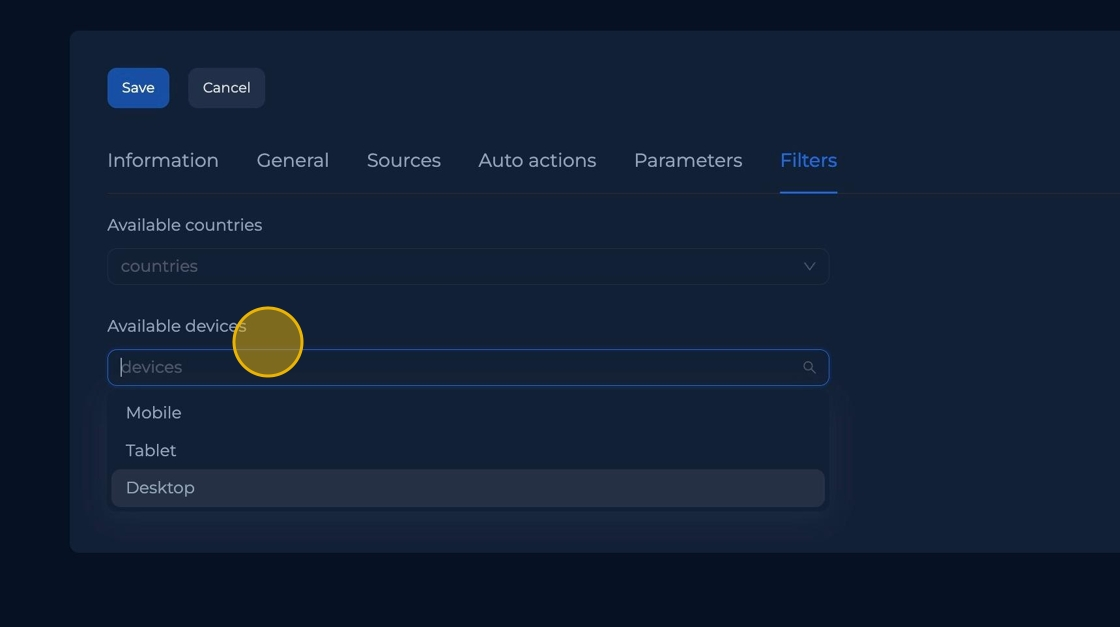 Save Cancel
Information General Sources Auto actions Parameters Filters
Available countries
countries
Available devices
devices
Mobile
Tablet
Desktop